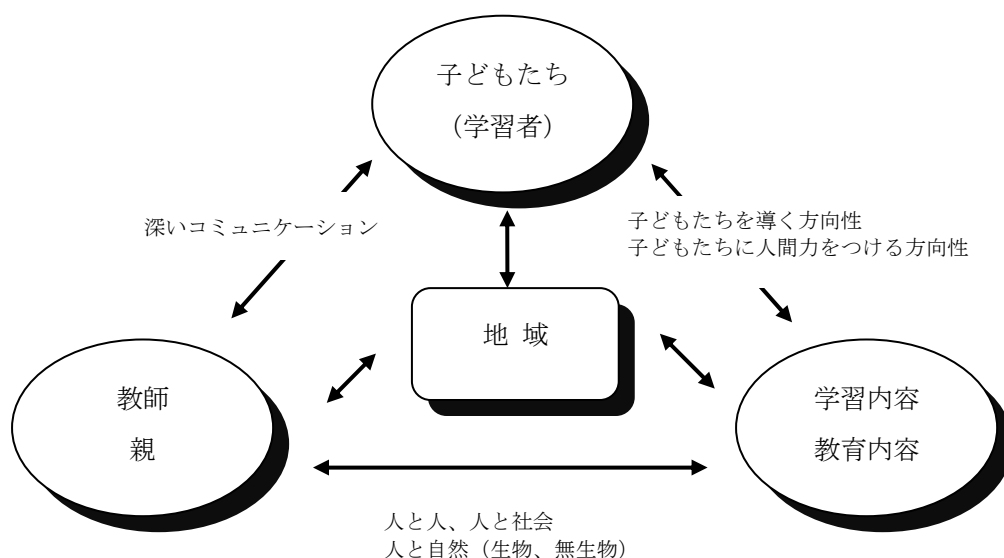 子どもたち
（学習者）
深いコミュニケーション
子どもたちを導く方向性
子どもたちに人間力をつける方向性
地 域
教師
親
学習内容
教育内容
人と人、人と社会
人と自然（生物、無生物）